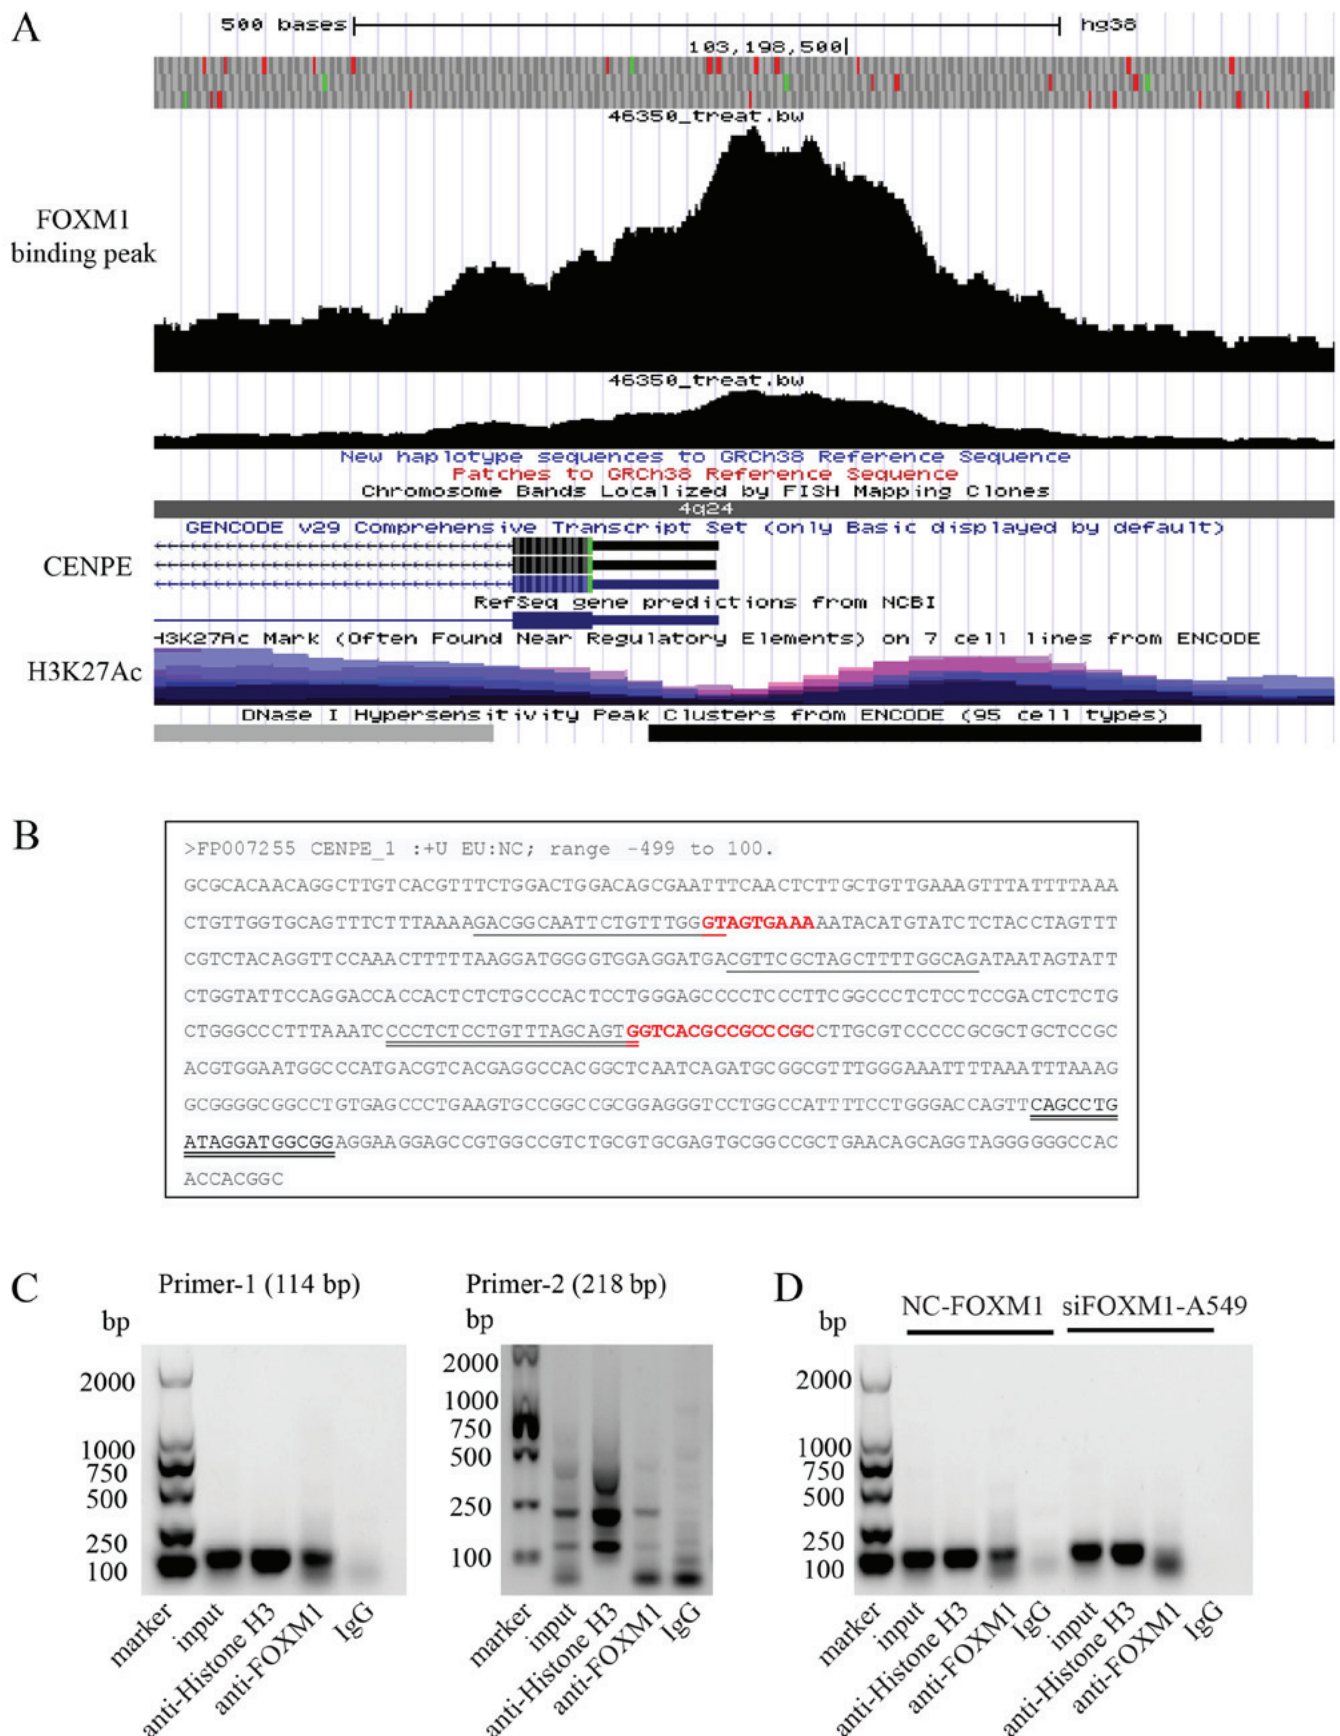 A
500 bases
hg38
103,198,500
46350_treat.bw
FOXM1
binding peak
46350_treat.bw
New haplotype sequences to GRCh38 Reference Sequence
Patches to GRCh38 Reference Sequence
Chromosome Bands Localized by FISH Mapping Clones
4q24
GENCODE v29 Comprehensive Transcript Set (only Basic displayed by default)
CENPE
RefSeq gene predictions from NCBI
H3K27Ac Mark (Often Found Near Regulatory Elements) on 7 cell lines from ENCODE
H3K27Ac
DNase I Hypersensitivity Peak Clusters from ENCODE (95 cell types)
B
>FP007255 CENPE_1 :+U EU:NC; range -499 to 100.
GCGCACAACAGGCTTGTCACGTTTCTGGACTGGACAGCGAATTTCAACTCTTGCTGTTGAAAGTTTATTTTAAA
CTGTTGGTGCAGTTTCTTTAAAAGACGGCAATTCTGTTTGGGTAGTGAAAAATACATGTATCTCTACCTAGTTT
CGTCTACAGGTTCCAAACTTTTTAAGGATGGGGTGGAGGATGACGTTCGCTAGCTTTTGGCAGATAATAGTATT
CTGGTATTCCAGGACCACCACTCTCTGCCCACTCCTGGGAGCCCCTCCCTTCGGCCCTCTCCTCCGACTCTCTG
CTGGGCCCTTTAAATCCCCTCTCCTGTTTAGCAGTGGTCACGCCGCCCGCCTTGCGTCCCCCGCGCTGCTCCGC
ACGTGGAATGGCCCATGACGTCACGAGGCCACGGCTCAATCAGATGCGGCGTTTGGGAAATTTTAAATTTAAAG
GCGGGGCGGCCTGTGAGCCCTGAAGTGCCGGCCGCGGAGGGTCCTGGCCATTTTCCTGGGACCAGTTCAGCCTG
ATAGGATGGCGGAGGAAGGAGCCGTGGCCGTCTGCGTGCGAGTGCGGCCGCTGAACAGCAGGTAGGGGGGCCAC
ACCACGGC
C
Primer-1 (114 bp)
bp
2000
1000
750
500
250
100
marker
input
anti-Histone H3
anti-FOXM1
IgG
Primer-2 (218 bp)
bp
2000
1000
750
500
250
100
marker
input
anti-Histone H3
anti-FOXM1
IgG
D
NC-FOXM1
siFOXM1-A549
bp
2000
1000
750
500
250
100
marker
input
anti-Histone H3
anti-FOXM1
IgG
input
anti-Histone H3
anti-FOXM1
IgG